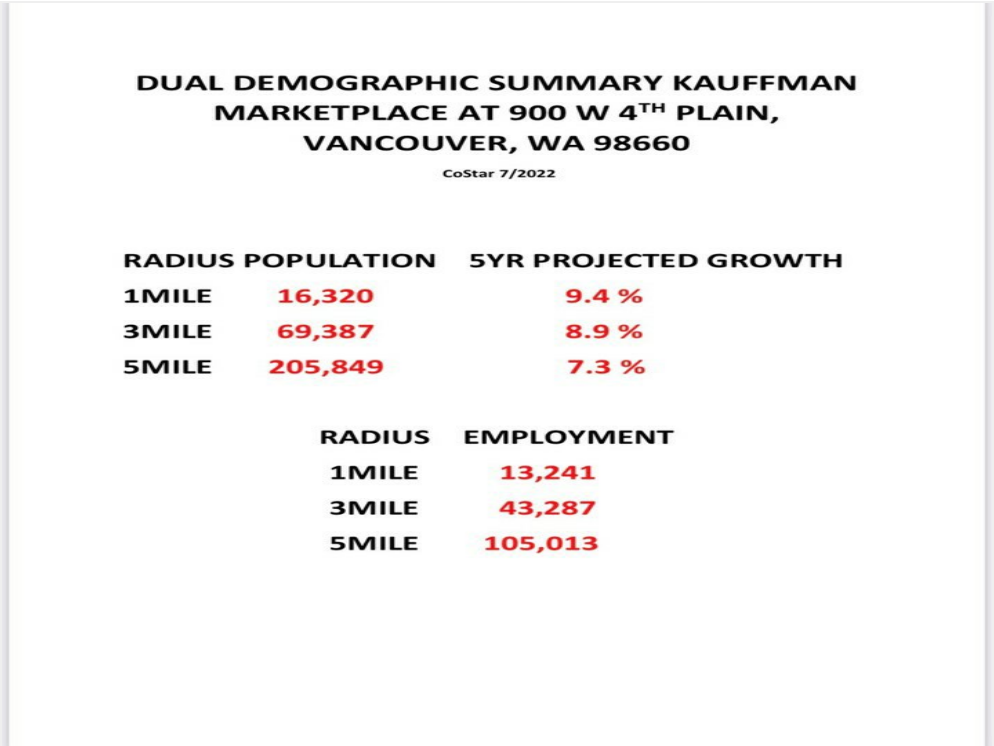 DUAL DEMOGRAPHIC SUMMARY KAUFFMAN
MARKETPLACE AT 900 W 4TH PLAIN,
VANCOUVER, WA 98660
CoStar 7/2022
RADIUS POPULATION 5YR PROJECTED GROWTH
1MILE 16,320 9.4 %
3MILE 69,387 8.9 %
5MILE 205,849 7.3 %
RADIUS EMPLOYMENT
1MILE 13,241
3MILE 43,287
5MILE 105,013